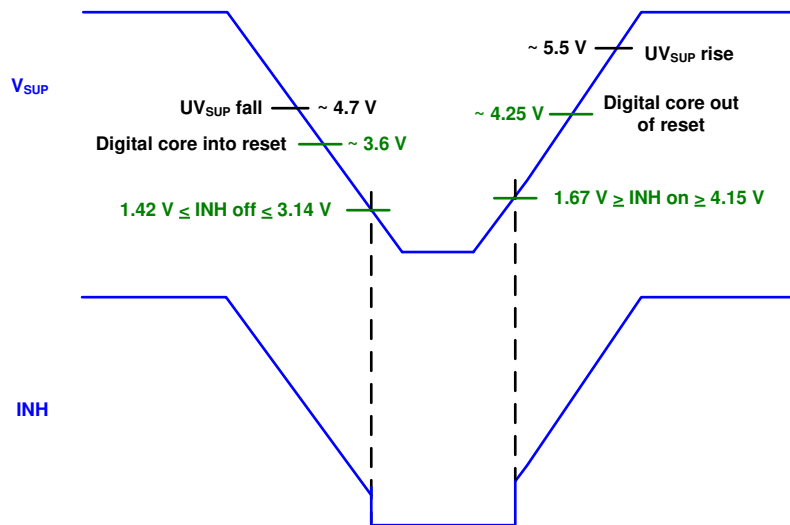 ~ 5.5 V
UVSUP rise
VSUP
UVSUP fall
~ 4.7 V
~ 4.25 V
Digital core out
of reset
Digital core into reset
~ 3.6 V
1.42 V ≤ INH off ≤ 3.14 V
1.67 V ≥ INH on ≥ 4.15 V
INH